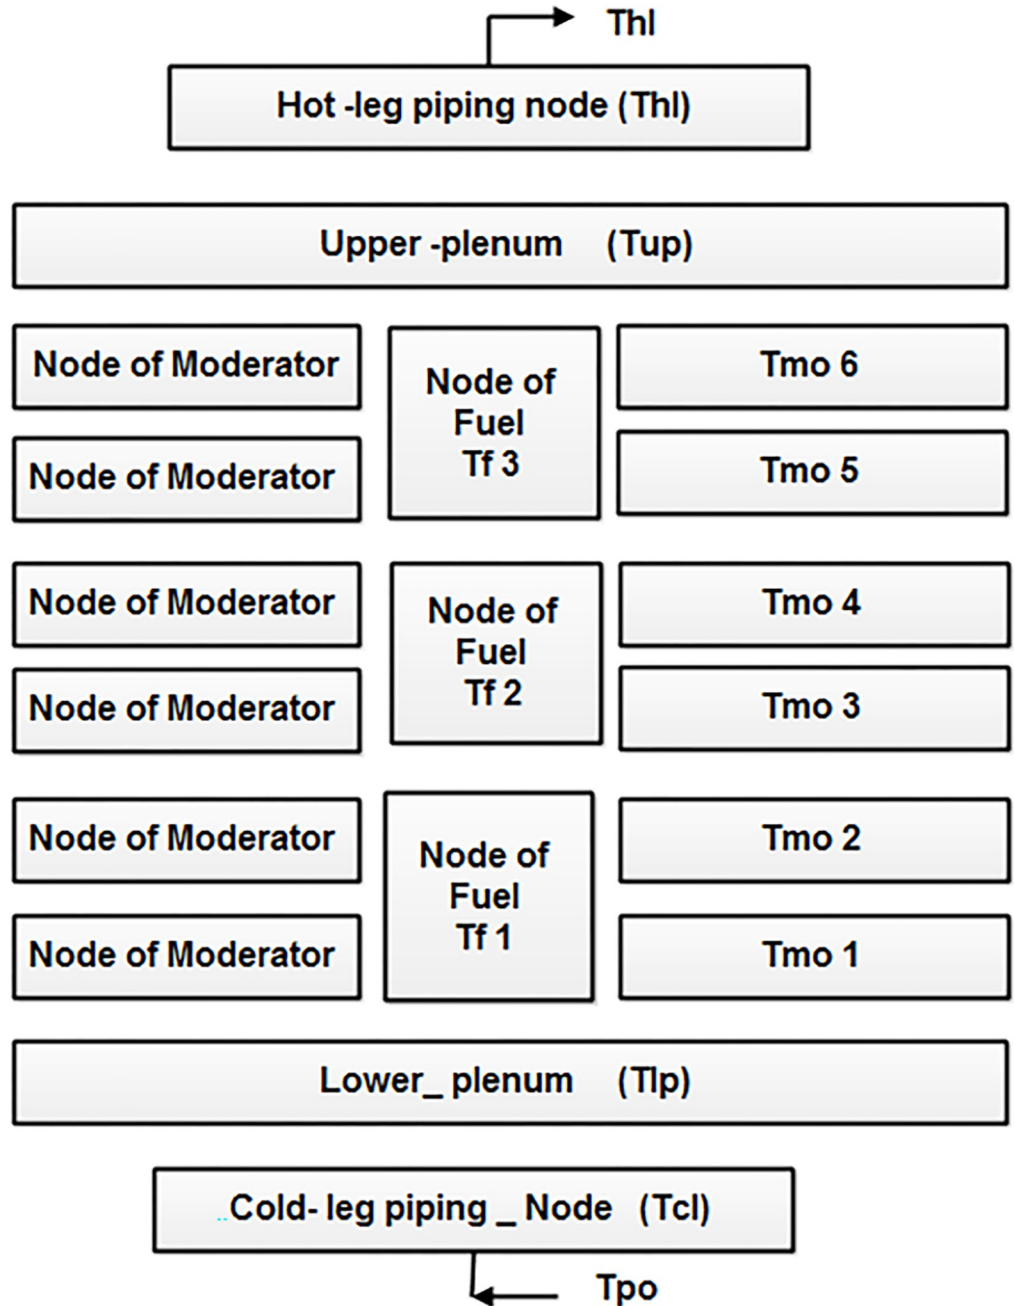 Thl
Hot -leg piping node (Thl)
Upper -plenum (Tup)
Node of Moderator
Node of Fuel Tf 3
Tmo 6
Node of Moderator
Tmo 5
Node of Moderator
Node of Fuel Tf 2
Tmo 4
Node of Moderator
Tmo 3
Node of Moderator
Node of Fuel Tf 1
Tmo 2
Node of Moderator
Tmo 1
Lower_ plenum (Tlp)
Cold- leg piping _ Node (Tcl)
Tpo